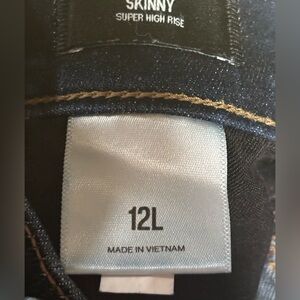 SKINNY
SUPER HIGH RISE
12L
MADE IN VIETNAM